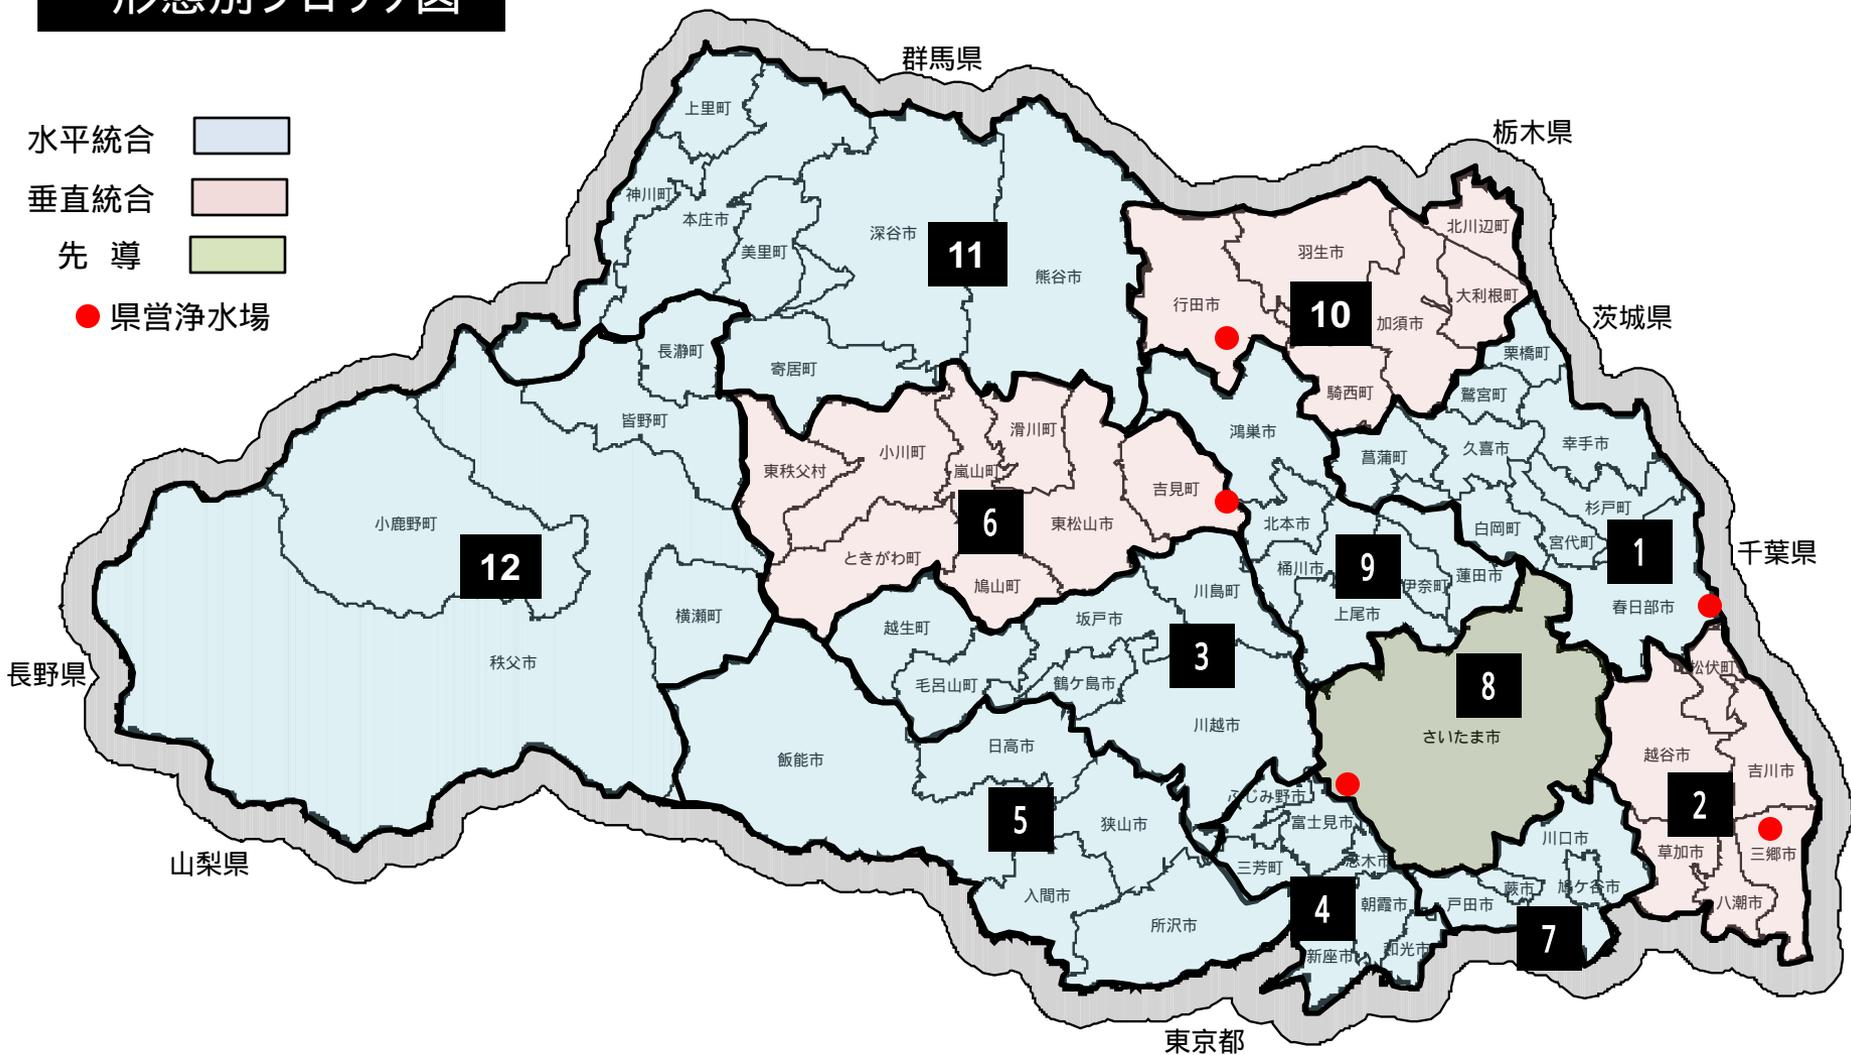 形態別ブロック図
群馬県
栃木県
茨城県
千葉県
東京都
山梨県
長野県
水平統合
垂直統合
先 導
県営浄水場
上里町
神川町
本庄市
美里町
深谷市
11
熊谷市
寄居町
長瀞町
皆野町
小鹿野町
12
横瀬町
秩父市
行田市
羽生市
10
加須市
北川辺町
大利根町
騎西町
東秩父村
小川町
嵐山町
滑川町
6
東松山市
吉見町
ときがわ町
鳩山町
鴻巣市
北本市
桶川市
9
伊奈町
上尾市
蓮田市
栗橋町
鷲宮町
久喜市
幸手市
菖蒲町
杉戸町
白岡町
宮代町
1
春日部市
越生町
毛呂山町
坂戸市
鶴ケ島市
川島町
3
川越市
飯能市
日高市
5
狭山市
入間市
所沢市
8
さいたま市
ふじみ野市
富士見市
三芳町
志木市
4
朝霞市
新座市
和光市
川口市
蕨市
鳩ケ谷市
戸田市
7
松伏町
越谷市
吉川市
2
草加市
三郷市
八潮市